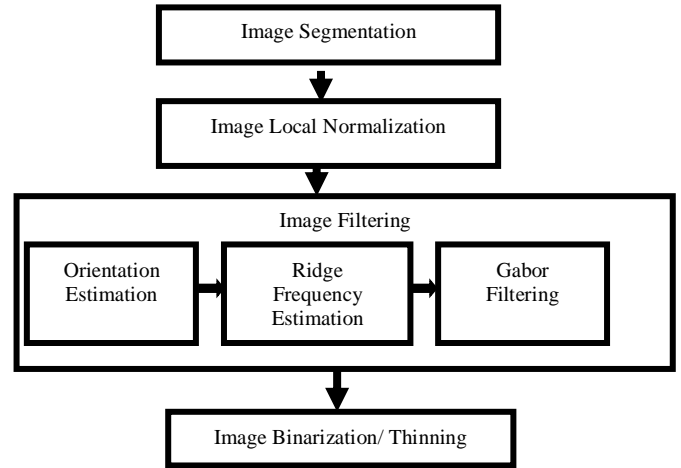 Image Segmentation
Image Local Normalization
Image Filtering
Orientation
Estimation
Ridge
Frequency
Estimation
Gabor
Filtering
Image Binarization/ Thinning